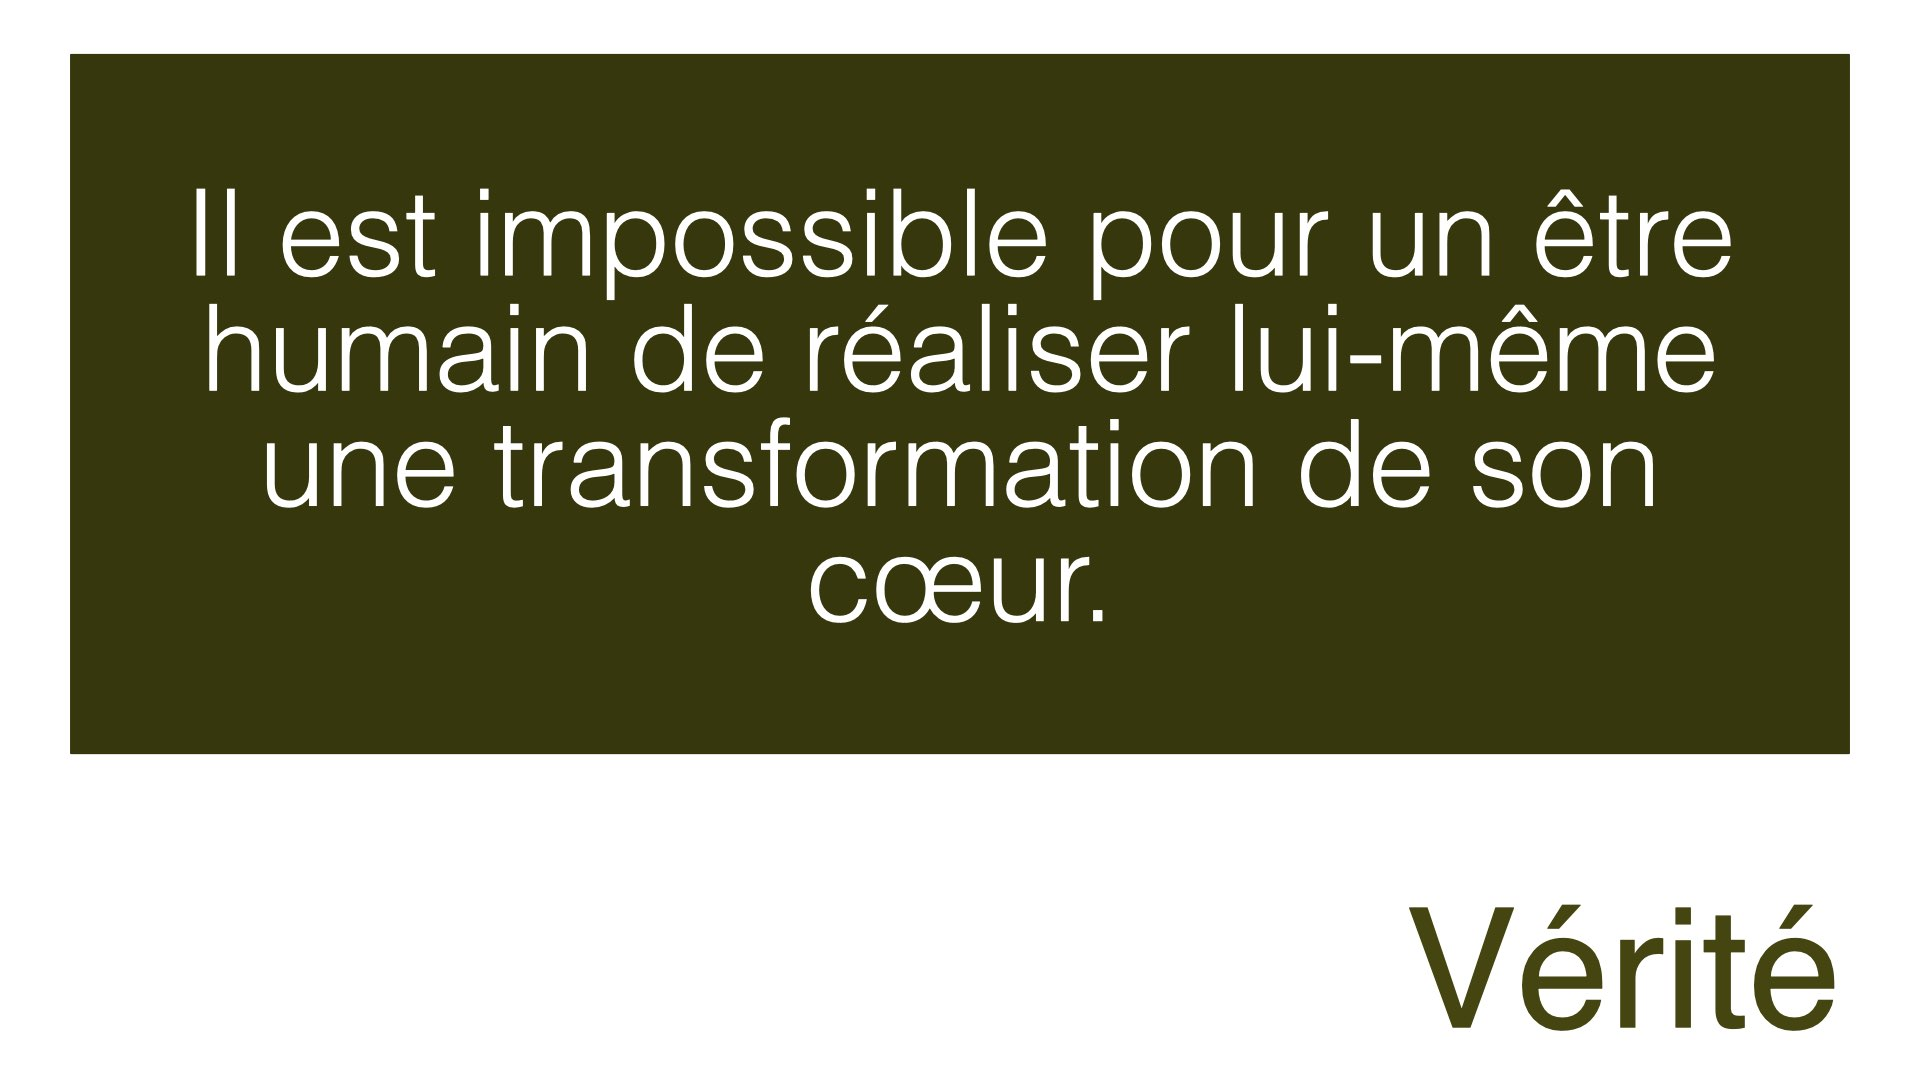 Il est impossible pour un être
humain de réaliser lui-même
une transformation de son
cœur.
Vérité